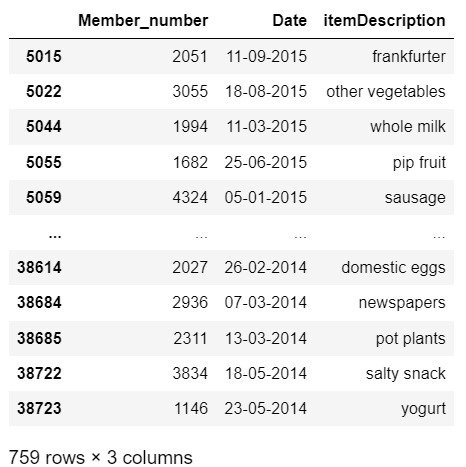 Member_number Date itemDescription
5015 2051 11-09-2015 frankfurter
5022 3055 18-08-2015 other vegetables
5044 1994 11-03-2015 whole milk
5055 1682 25-06-2015 pip fruit
5059 4324 05-01-2015 sausage
... ... ... ...
38614 2027 26-02-2014 domestic eggs
38684 2936 07-03-2014 newspapers
38685 2311 13-03-2014 pot plants
38722 3834 18-05-2014 salty snack
38723 1146 23-05-2014 yogurt
759 rows × 3 columns